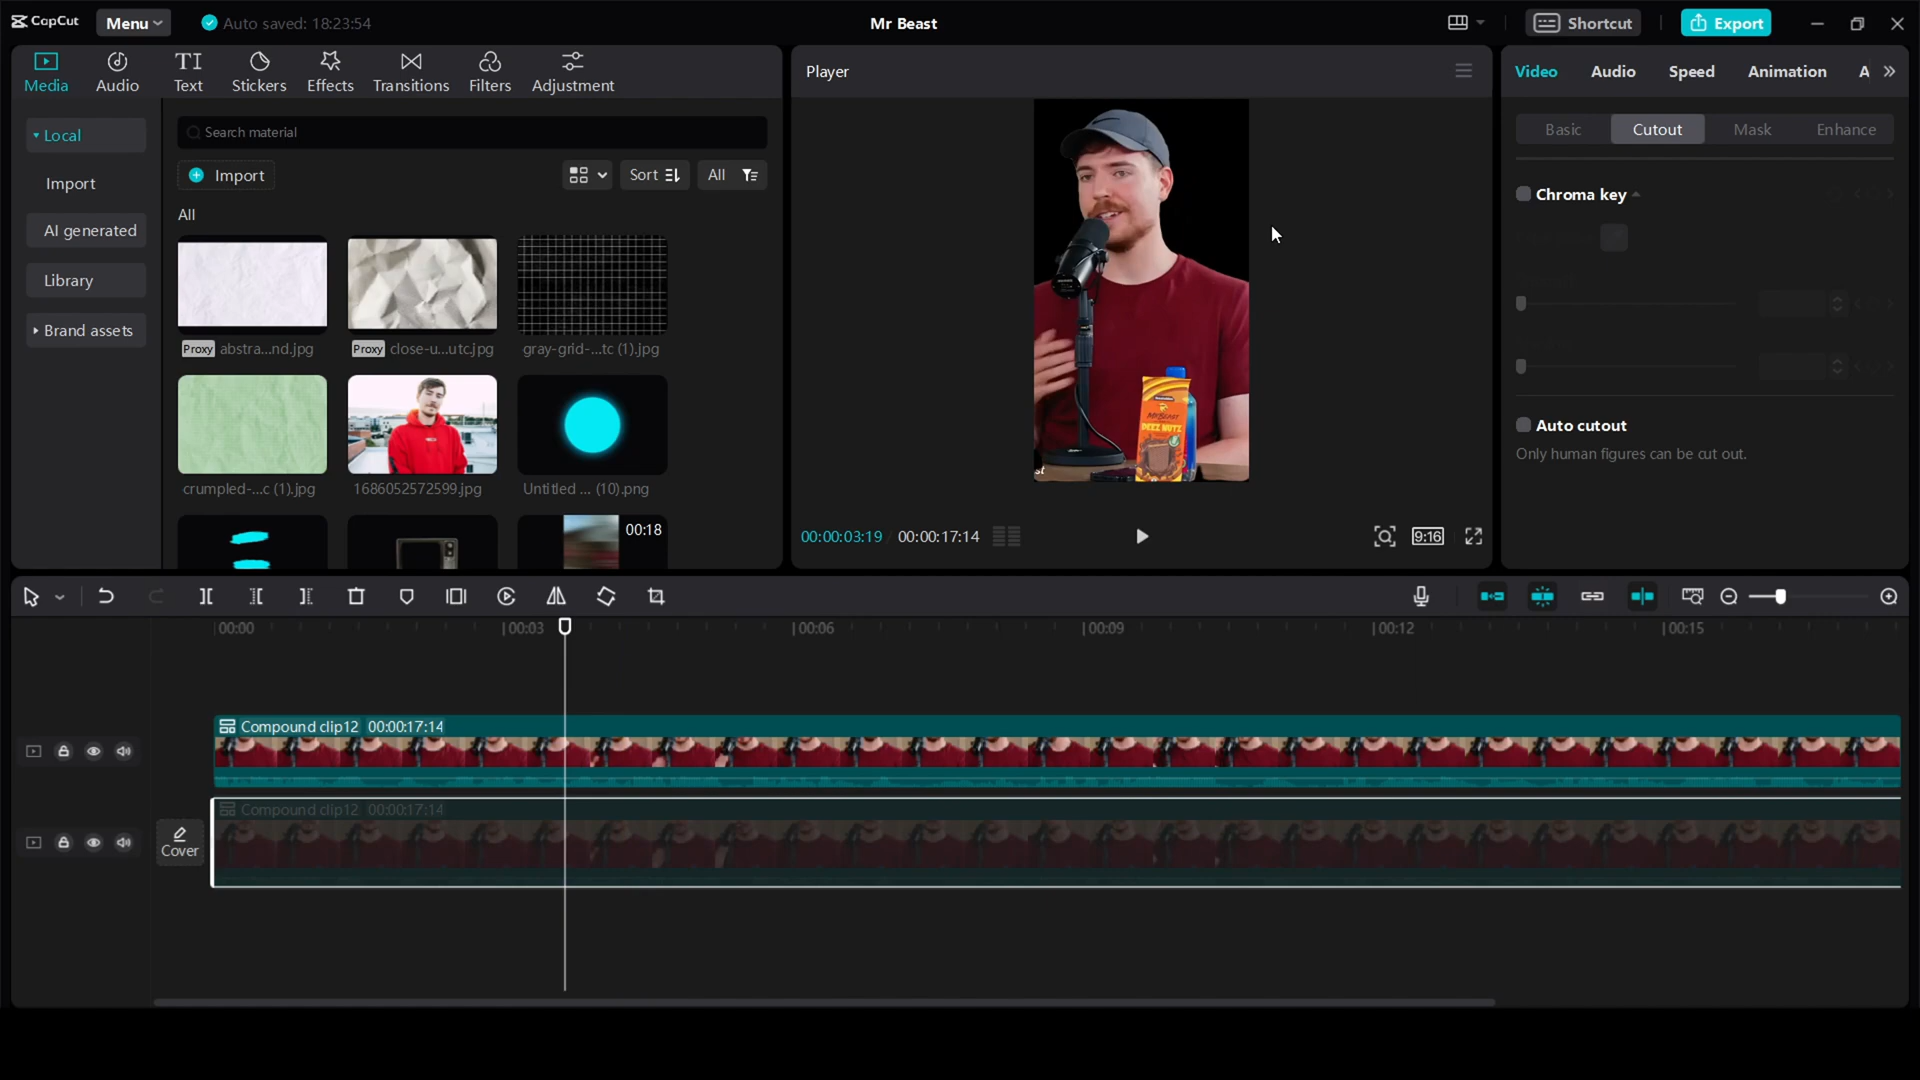 CapCut
Menu
Auto saved: 18:23:54
Mr Beast
Shortcut
Export
Media
Audio
TI
Text
Stickers
Effects
Transitions
Filters
Adjustment
Player
Video
Audio
Speed
Animation
A
Local
Import
AI generated
Library
Brand assets
Search material
Import
Sort
All
All
Proxy abstra...nd.jpg
Proxy close-u...utc.jpg
gray-grid-...tc (1).jpg
crumpled-...c (1).jpg
1686052572599.jpg
Untitled ... (10).png
00:18
MrBeast
DEEZ NUTZ
st
00:00:03:19 / 00:00:17:14
9:16
Basic
Cutout
Mask
Enhance
Chroma key
Auto cutout
Only human figures can be cut out.
00:00
00:03
00:06
00:09
00:12
00:15
Compound clip12 00:00:17:14
Compound clip12 00:00:17:14
Cover